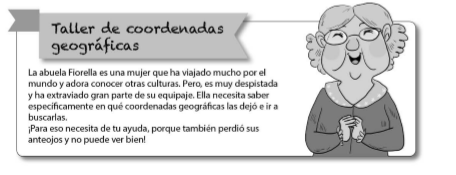 Taller de coordenadas
geográficas
La abuela Fiorella es una mujer que ha viajado mucho por el
mundo y adora conocer otras culturas. Pero, es muy despistada
y ha extraviado gran parte de su equipaje. Ella necesita saber
específicamente en qué coordenadas geográficas las dejó e ir a
buscarlas.
¡Para eso necesita de tu ayuda, porque también perdió sus
anteojos y no puede ver bien!